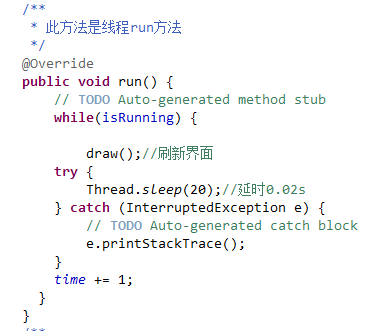 /**
 * 此方法是线程run方法
 */
@Override
public void run() {
    // TODO Auto-generated method stub
    while(isRunning) {
        draw();//刷新界面
    try {
        Thread.sleep(20);//延时0.02s
    } catch (InterruptedException e) {
        // TODO Auto-generated catch block
        e.printStackTrace();
    }
    time += 1;
  }
}
/**